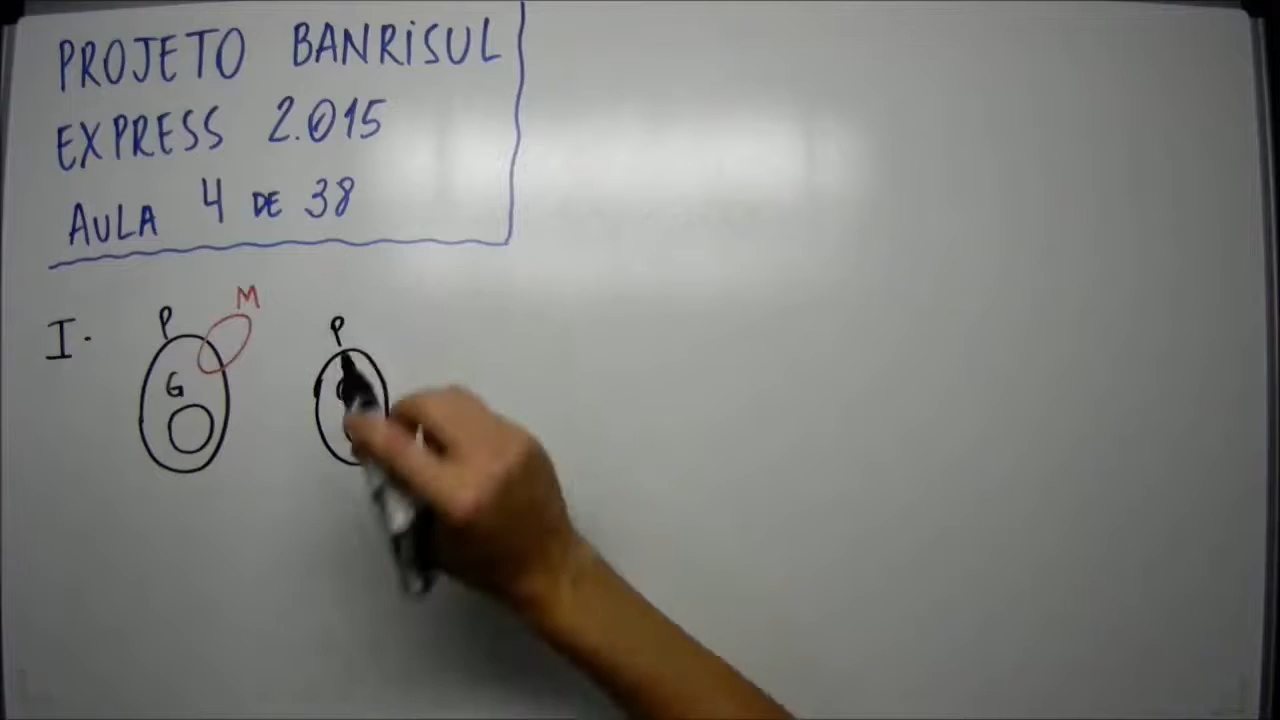 PROJETO BANRiSUL
EXPRESS 2.015
AULA 4 DE 38
I. P M P
G